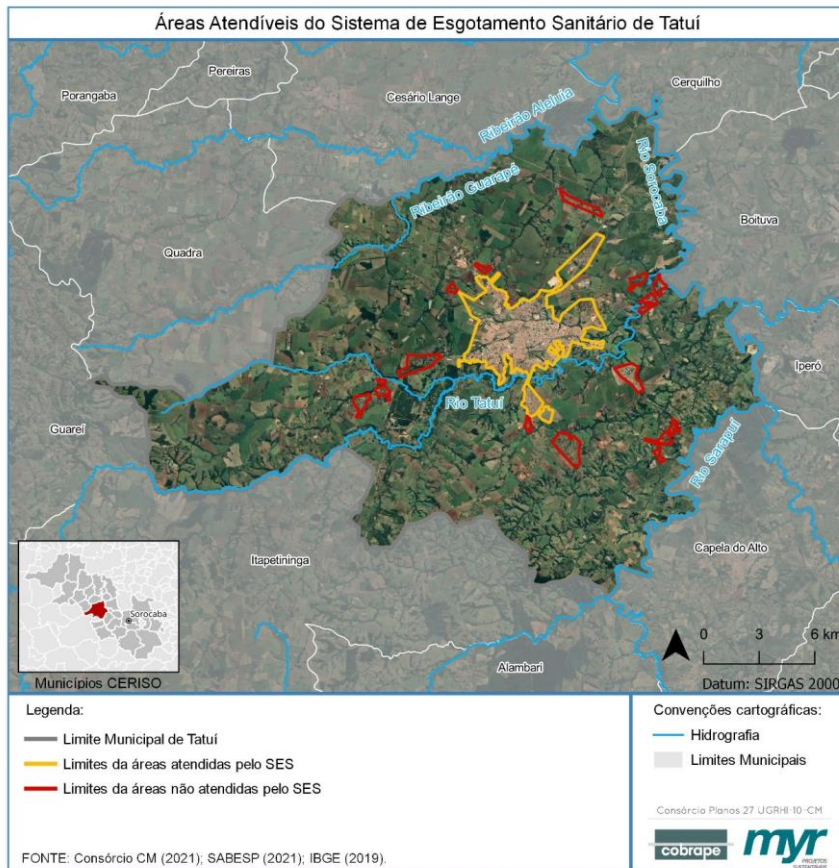 Áreas Atendíveis do Sistema de Esgotamento Sanitário de Tatuí
Pereiras
Porangaba
Cesário Lange
Cerquilho
Ribeirão Aleluia
Ribeirão Guarapó
Rio Sorocaba
Boituva
Quadra
Iperó
Rio Tatuí
Guareí
Rio Sarapuí
Itapetininga
Capela do Alto
Sorocaba
Alambari
0 3 6 km
Municípios CERISO
Datum: SIRGAS 2000
Legenda:
Limite Municipal de Tatuí
Limites da áreas atendidas pelo SES
Limites da áreas não atendidas pelo SES
FONTE: Consórcio CM (2021); SABESP (2021); IBGE (2019).
Convenções cartográficas:
Hidrografia
Limites Municipais
Consórcio Planos 27 UGRHI-10-CM
cobrape
myr
PROJETOS
SUSTENTÁVEIS